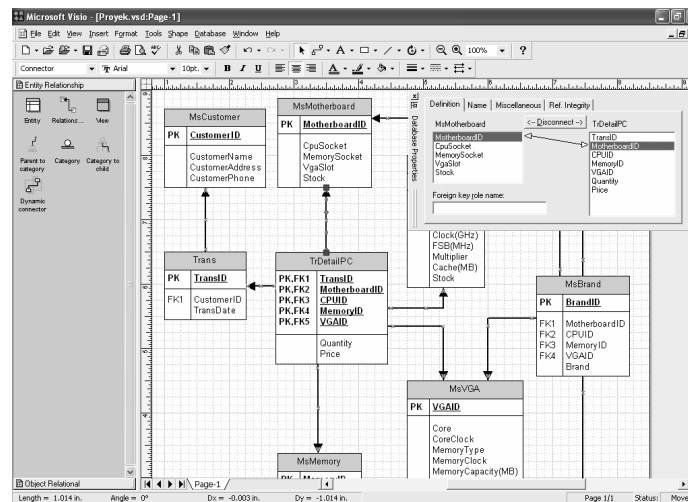 Microsoft Visio - [Proyek.vsd:Page-1]
File Edit View Insert Format Tools Shape Database Window Help
100%
Connector Arial 10pt. B I U
Entity Relationship
Entity Relations... View
Parent to category Category Category to child
Dynamic connector
Object Relational
MsCustomer
PK CustomerID
CustomerName
CustomerAddress
CustomerPhone
MsMotherboard
PK MotherboardID
CpuSocket
MemorySocket
VgaSlot
Stock
Database Properties
Definition Name Miscellaneous Ref. Integrity
MsMotherboard <-- Disconnect --> TrDetailPC
MotherboardID
CpuSocket
MemorySocket
VgaSlot
Stock
TransID
MotherboardID
CPUID
MemoryID
VGAID
Quantity
Price
Foreign key role name:
Clock(GHz)
FSB(MHz)
Multiplier
Cache(MB)
Stock
Trans
PK TransID
FK1 CustomerID
TransDate
TrDetailPC
PK,FK1 TransID
PK,FK2 MotherboardID
PK,FK3 CPUID
PK,FK4 MemoryID
PK,FK5 VGAID
Quantity
Price
MsBrand
PK BrandID
FK1 MotherboardID
FK2 CPUID
FK3 MemoryID
FK4 VGAID
Brand
MsVGA
PK VGAID
Core
CoreClock
MemoryType
MemoryClock
MemoryCapacity(MB)
MsMemory
PK MemoryID
Page-1
Length = 1.014 in. Angle = 0° Dx = -0.003 in. Dy = -1.014 in. Page 1/1 Status: Move